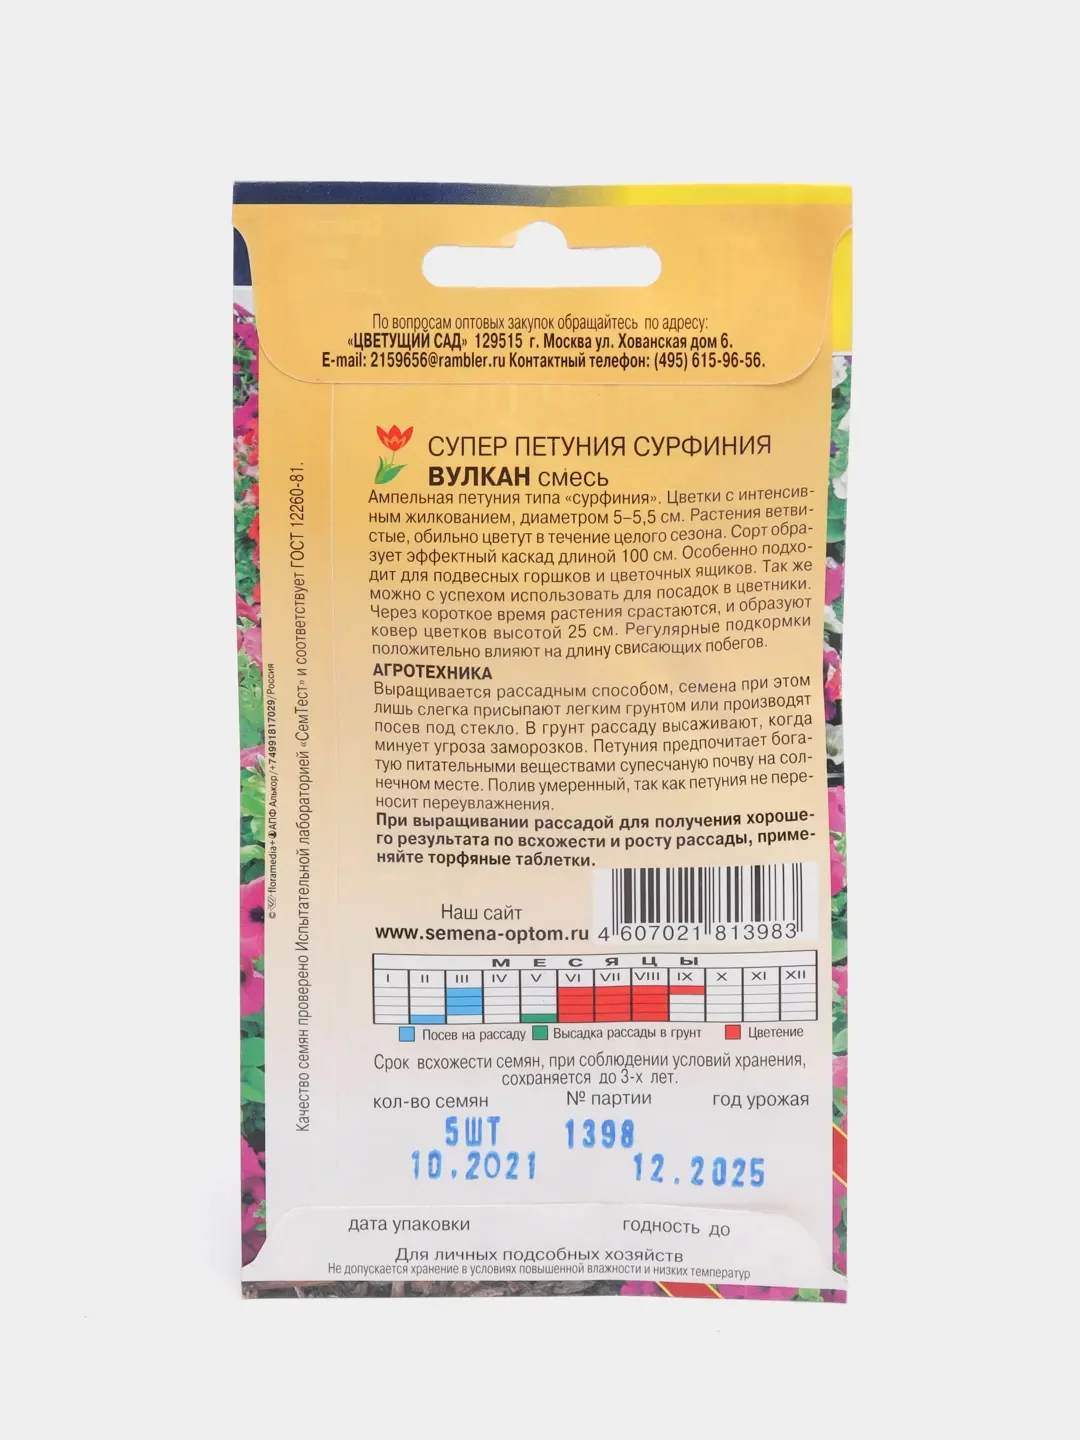 По вопросам оптовых закупок обращайтесь по адресу:
«ЦВЕТУЩИЙ САД» 129515 г. Москва ул. Хованская дом 6.
E-mail: 2159656@rambler.ru Контактный телефон: (495) 615-96-56.
СУПЕР ПЕТУНИЯ СУРФИНИЯ
ВУЛКАН смесь
Ампельная петуния типа «сурфиния». Цветки с интенсив-
ным жилкованием, диаметром 5–5,5 см. Растения ветви-
стые, обильно цветут в течение целого сезона. Сорт обра-
зует эффектный каскад длиной 100 см. Особенно подхо-
дит для подвесных горшков и цветочных ящиков. Так же
можно с успехом использовать для посадок в цветники.
Через короткое время растения срастаются, и образуют
ковер цветков высотой 25 см. Регулярные подкормки
положительно влияют на длину свисающих побегов.
АГРОТЕХНИКА
Выращивается рассадным способом, семена при этом
лишь слегка присыпают легким грунтом или производят
посев под стекло. В грунт рассаду высаживают, когда
минует угроза заморозков. Петуния предпочитает бога-
тую питательными веществами супесчаную почву на сол-
нечном месте. Полив умеренный, так как петуния не пере-
носит переувлажнения.
При выращивании рассадой для получения хороше-
го результата по всхожести и росту рассады, приме-
няйте торфяные таблетки.
Наш сайт
www.semena-optom.ru
4 607021 813983
МЕСЯЦЫ
I II III IV V VI VII VIII IX X XI XII
Посев на рассаду Высадка рассады в грунт Цветение
Срок всхожести семян, при соблюдении условий хранения,
сохраняется до 3-х лет.
кол-во семян № партии год урожая
5ШТ 1398
10.2021 12.2025
дата упаковки годность до
Для личных подсобных хозяйств
Не допускается хранение в условиях повышенной влажности и низких температур
Качество семян проверено Испытательной лабораторией «СемТест» и соответствует ГОСТ 12260-81.
© floramedia+АПФ Алькор/+74991817029/Россия